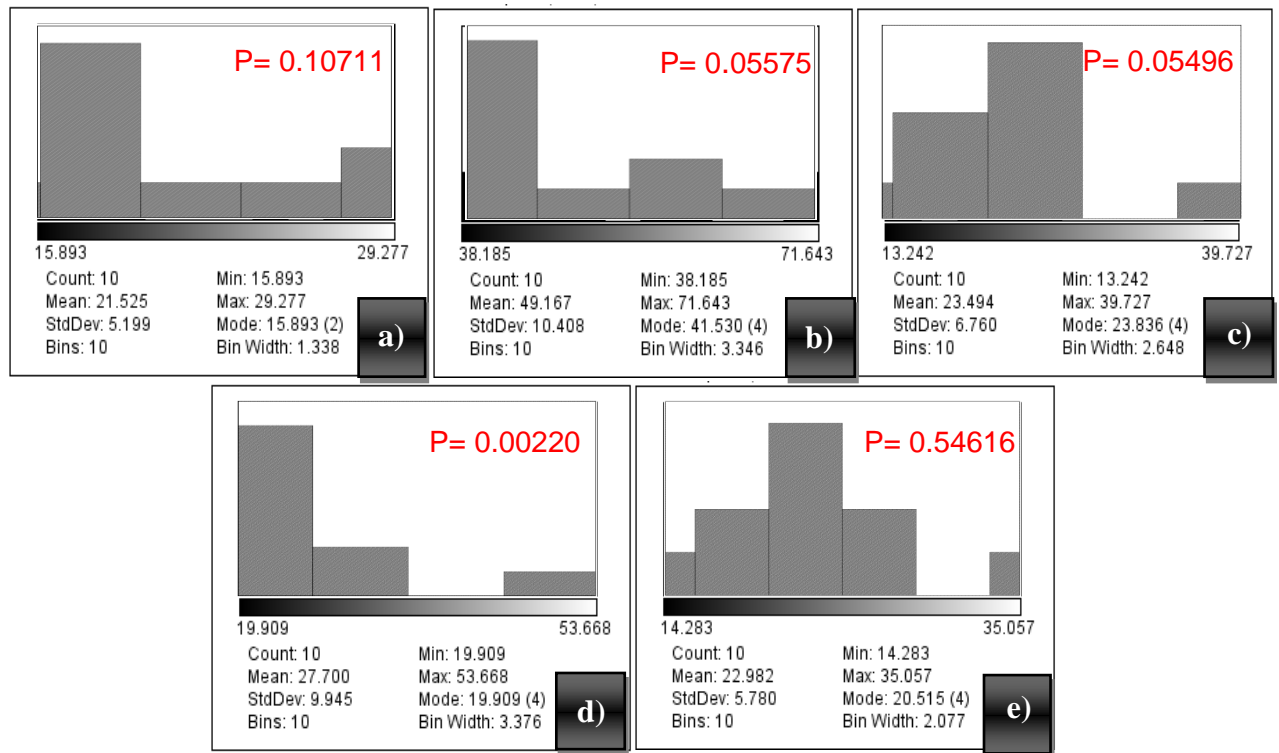 P= 0.10711
15.893 29.277
Count: 10 Min: 15.893
Mean: 21.525 Max: 29.277
StdDev: 5.199 Mode: 15.893 (2)
Bins: 10 Bin Width: 1.338
a)
P= 0.05575
38.185 71.643
Count: 10 Min: 38.185
Mean: 49.167 Max: 71.643
StdDev: 10.408 Mode: 41.530 (4)
Bins: 10 Bin Width: 3.346
b)
P= 0.05496
13.242 39.727
Count: 10 Min: 13.242
Mean: 23.494 Max: 39.727
StdDev: 6.760 Mode: 23.836 (4)
Bins: 10 Bin Width: 2.648
c)
P= 0.00220
19.909 53.668
Count: 10 Min: 19.909
Mean: 27.700 Max: 53.668
StdDev: 9.945 Mode: 19.909 (4)
Bins: 10 Bin Width: 3.376
d)
P= 0.54616
14.283 35.057
Count: 10 Min: 14.283
Mean: 22.982 Max: 35.057
StdDev: 5.780 Mode: 20.515 (4)
Bins: 10 Bin Width: 2.077
e)